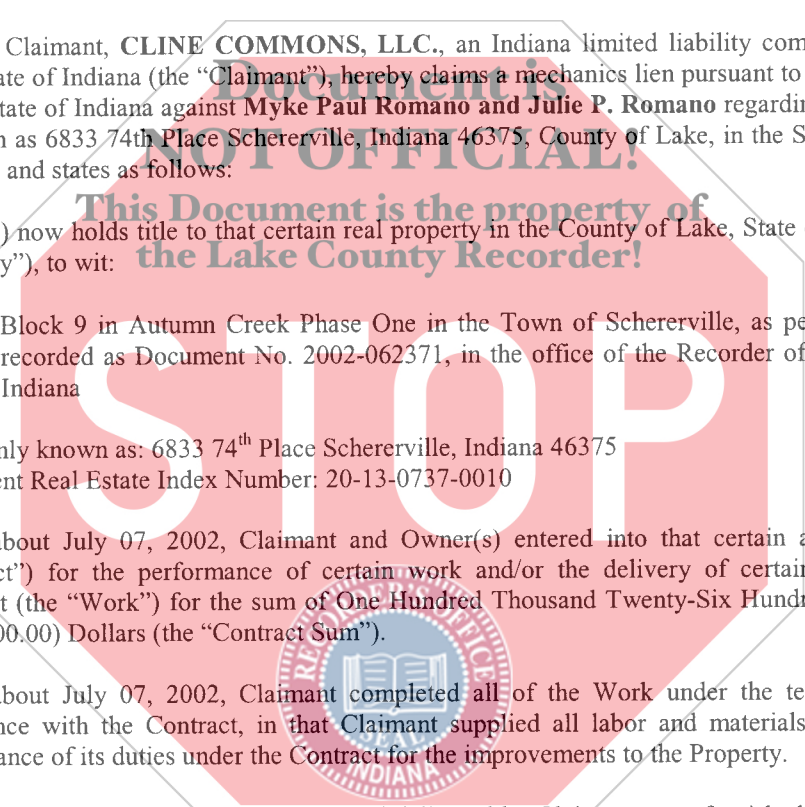 Claimant, CLINE COMMONS, LLC., an Indiana limited liability com
ate of Indiana (the “Claimant”), hereby claims a mechanics lien pursuant to
tate of Indiana against Myke Paul Romano and Julie P. Romano regardin
n as 6833 74th Place Schererville, Indiana 46375, County of Lake, in the S
and states as follows:
Document is
NOT OFFICIAL!
This Document is the property of
the Lake County Recorder!
) now holds title to that certain real property in the County of Lake, State
y”), to wit:
Block 9 in Autumn Creek Phase One in the Town of Schererville, as pe
recorded as Document No. 2002-062371, in the office of the Recorder of
Indiana
nly known as: 6833 74th Place Schererville, Indiana 46375
nt Real Estate Index Number: 20-13-0737-0010
STOP
about July 07, 2002, Claimant and Owner(s) entered into that certain a
ct”) for the performance of certain work and/or the delivery of certain
t (the “Work”) for the sum of One Hundred Thousand Twenty-Six Hundr
00.00) Dollars (the “Contract Sum”).
about July 07, 2002, Claimant completed all of the Work under the te
nce with the Contract, in that Claimant supplied all labor and materials
ance of its duties under the Contract for the improvements to the Property.
RECORDER'S OFFICE
SEAL
INDIANA